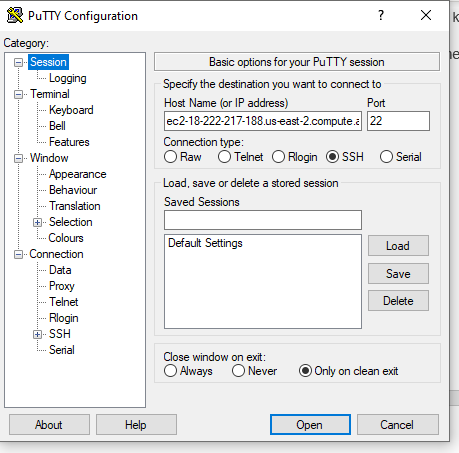 PuTTY Configuration
Category:
Session
Logging
Terminal
Keyboard
Bell
Features
Window
Appearance
Behaviour
Translation
Selection
Colours
Connection
Data
Proxy
Telnet
Rlogin
SSH
Serial
Basic options for your PuTTY session
Specify the destination you want to connect to
Host Name (or IP address) Port
ec2-18-222-217-188.us-east-2.compute.a 22
Connection type:
Raw Telnet Rlogin SSH Serial
Load, save or delete a stored session
Saved Sessions
Default Settings
Load
Save
Delete
Close window on exit:
Always Never Only on clean exit
About Help Open Cancel